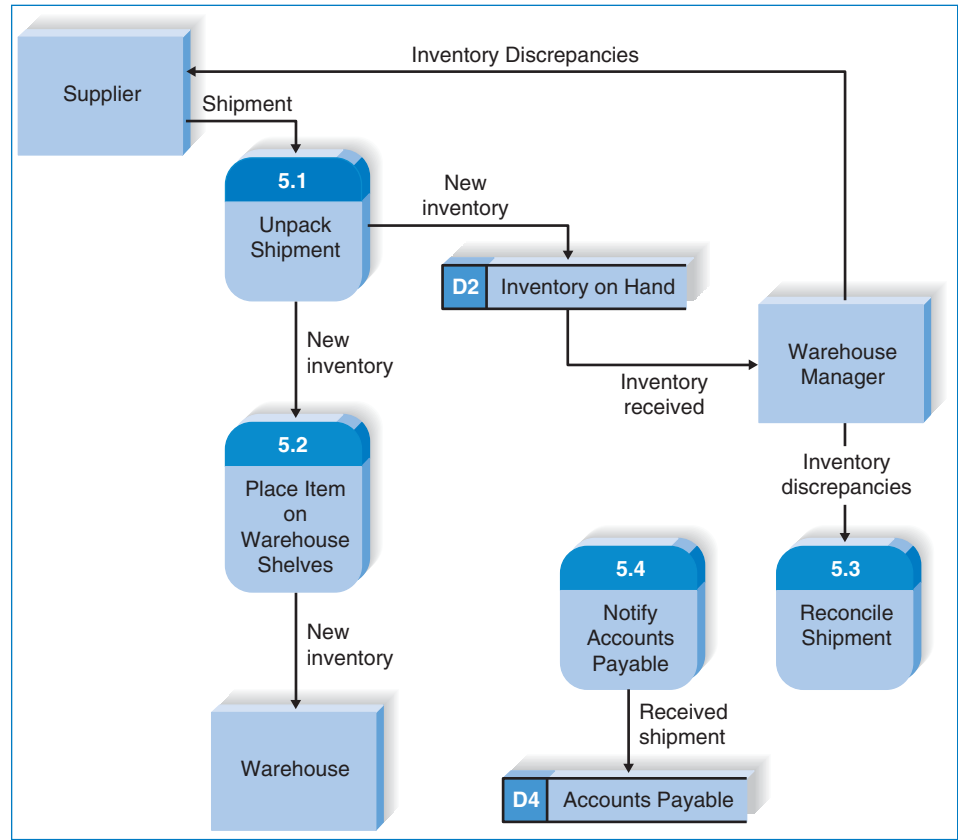 Inventory Discrepancies
Supplier
Shipment
5.1
Unpack
Shipment
New
inventory
D2 Inventory on Hand
New
inventory
Inventory
received
Warehouse
Manager
5.2
Place Item
on
Warehouse
Shelves
Inventory
discrepancies
5.4
Notify
Accounts
Payable
5.3
Reconcile
Shipment
New
inventory
Received
shipment
Warehouse
D4 Accounts Payable